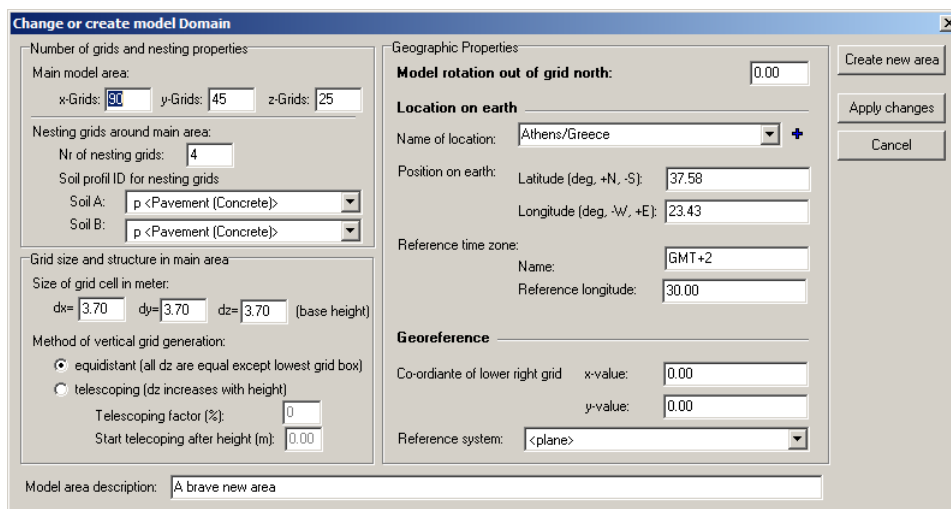 Change or create model Domain
Number of grids and nesting properties
Main model area:
x-Grids: 90 y-Grids: 45 z-Grids: 25
Nesting grids around main area:
Nr of nesting grids: 4
Soil profil ID for nesting grids
Soil A: p <Pavement (Concrete)>
Soil B: p <Pavement (Concrete)>
Grid size and structure in main area
Size of grid cell in meter:
dx= 3.70 dy= 3.70 dz= 3.70 (base height)
Method of vertical grid generation:
equidistant (all dz are equal except lowest grid box)
telescoping (dz increases with height)
Telescoping factor (%): 0
Start telecoping after height (m): 0.00
Geographic Properties
Model rotation out of grid north: 0.00
Location on earth
Name of location: Athens/Greece
Position on earth: Latitude (deg, +N, -S): 37.58
Longitude (deg, -W, +E): 23.43
Reference time zone:
Name: GMT+2
Reference longitude: 30.00
Georeference
Co-ordiante of lower right grid x-value: 0.00
y-value: 0.00
Reference system: <plane>
Create new area
Apply changes
Cancel
Model area description: A brave new area